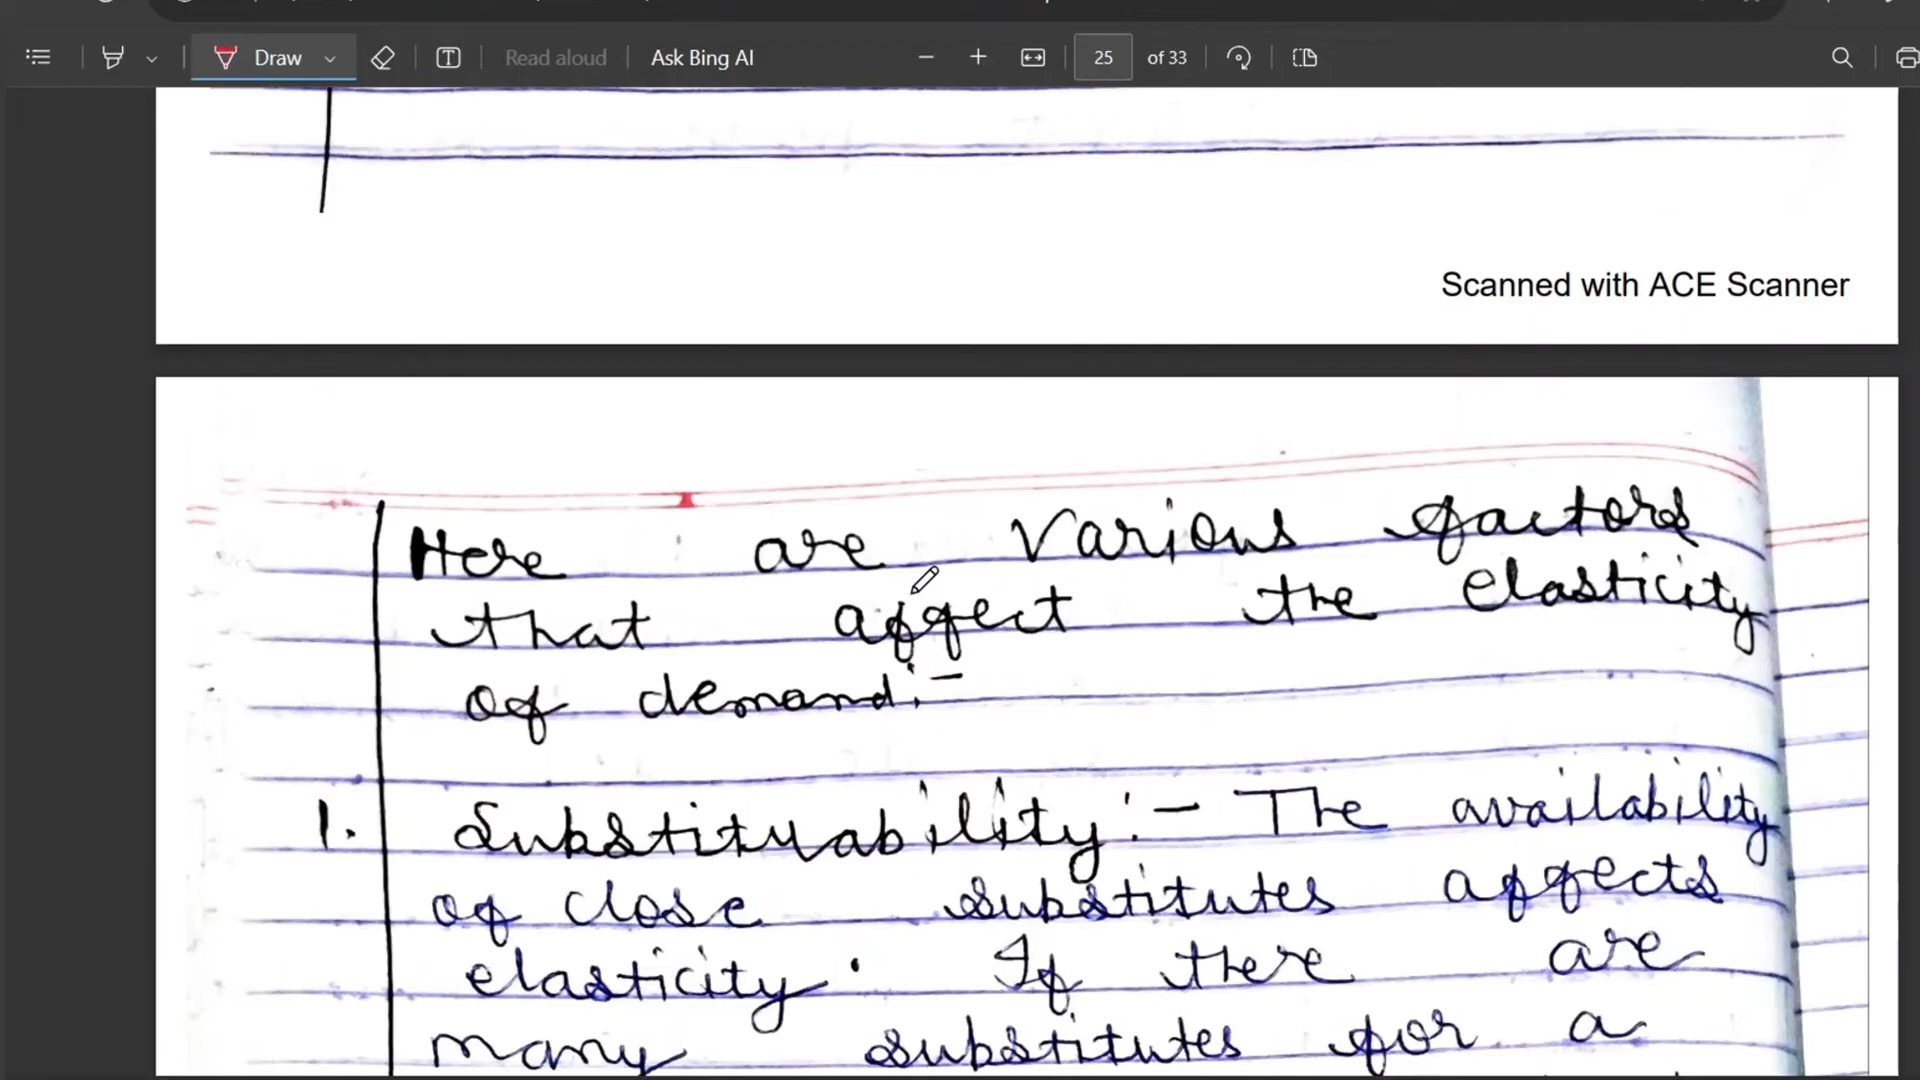 Draw
Read aloud
Ask Bing AI
25
of 33
Scanned with ACE Scanner
Here are Various factors
that affect the elasticity
of demand:-
1. Substituability:- The availability
of close substitutes affects
elasticity. If there are
many substitutes for a